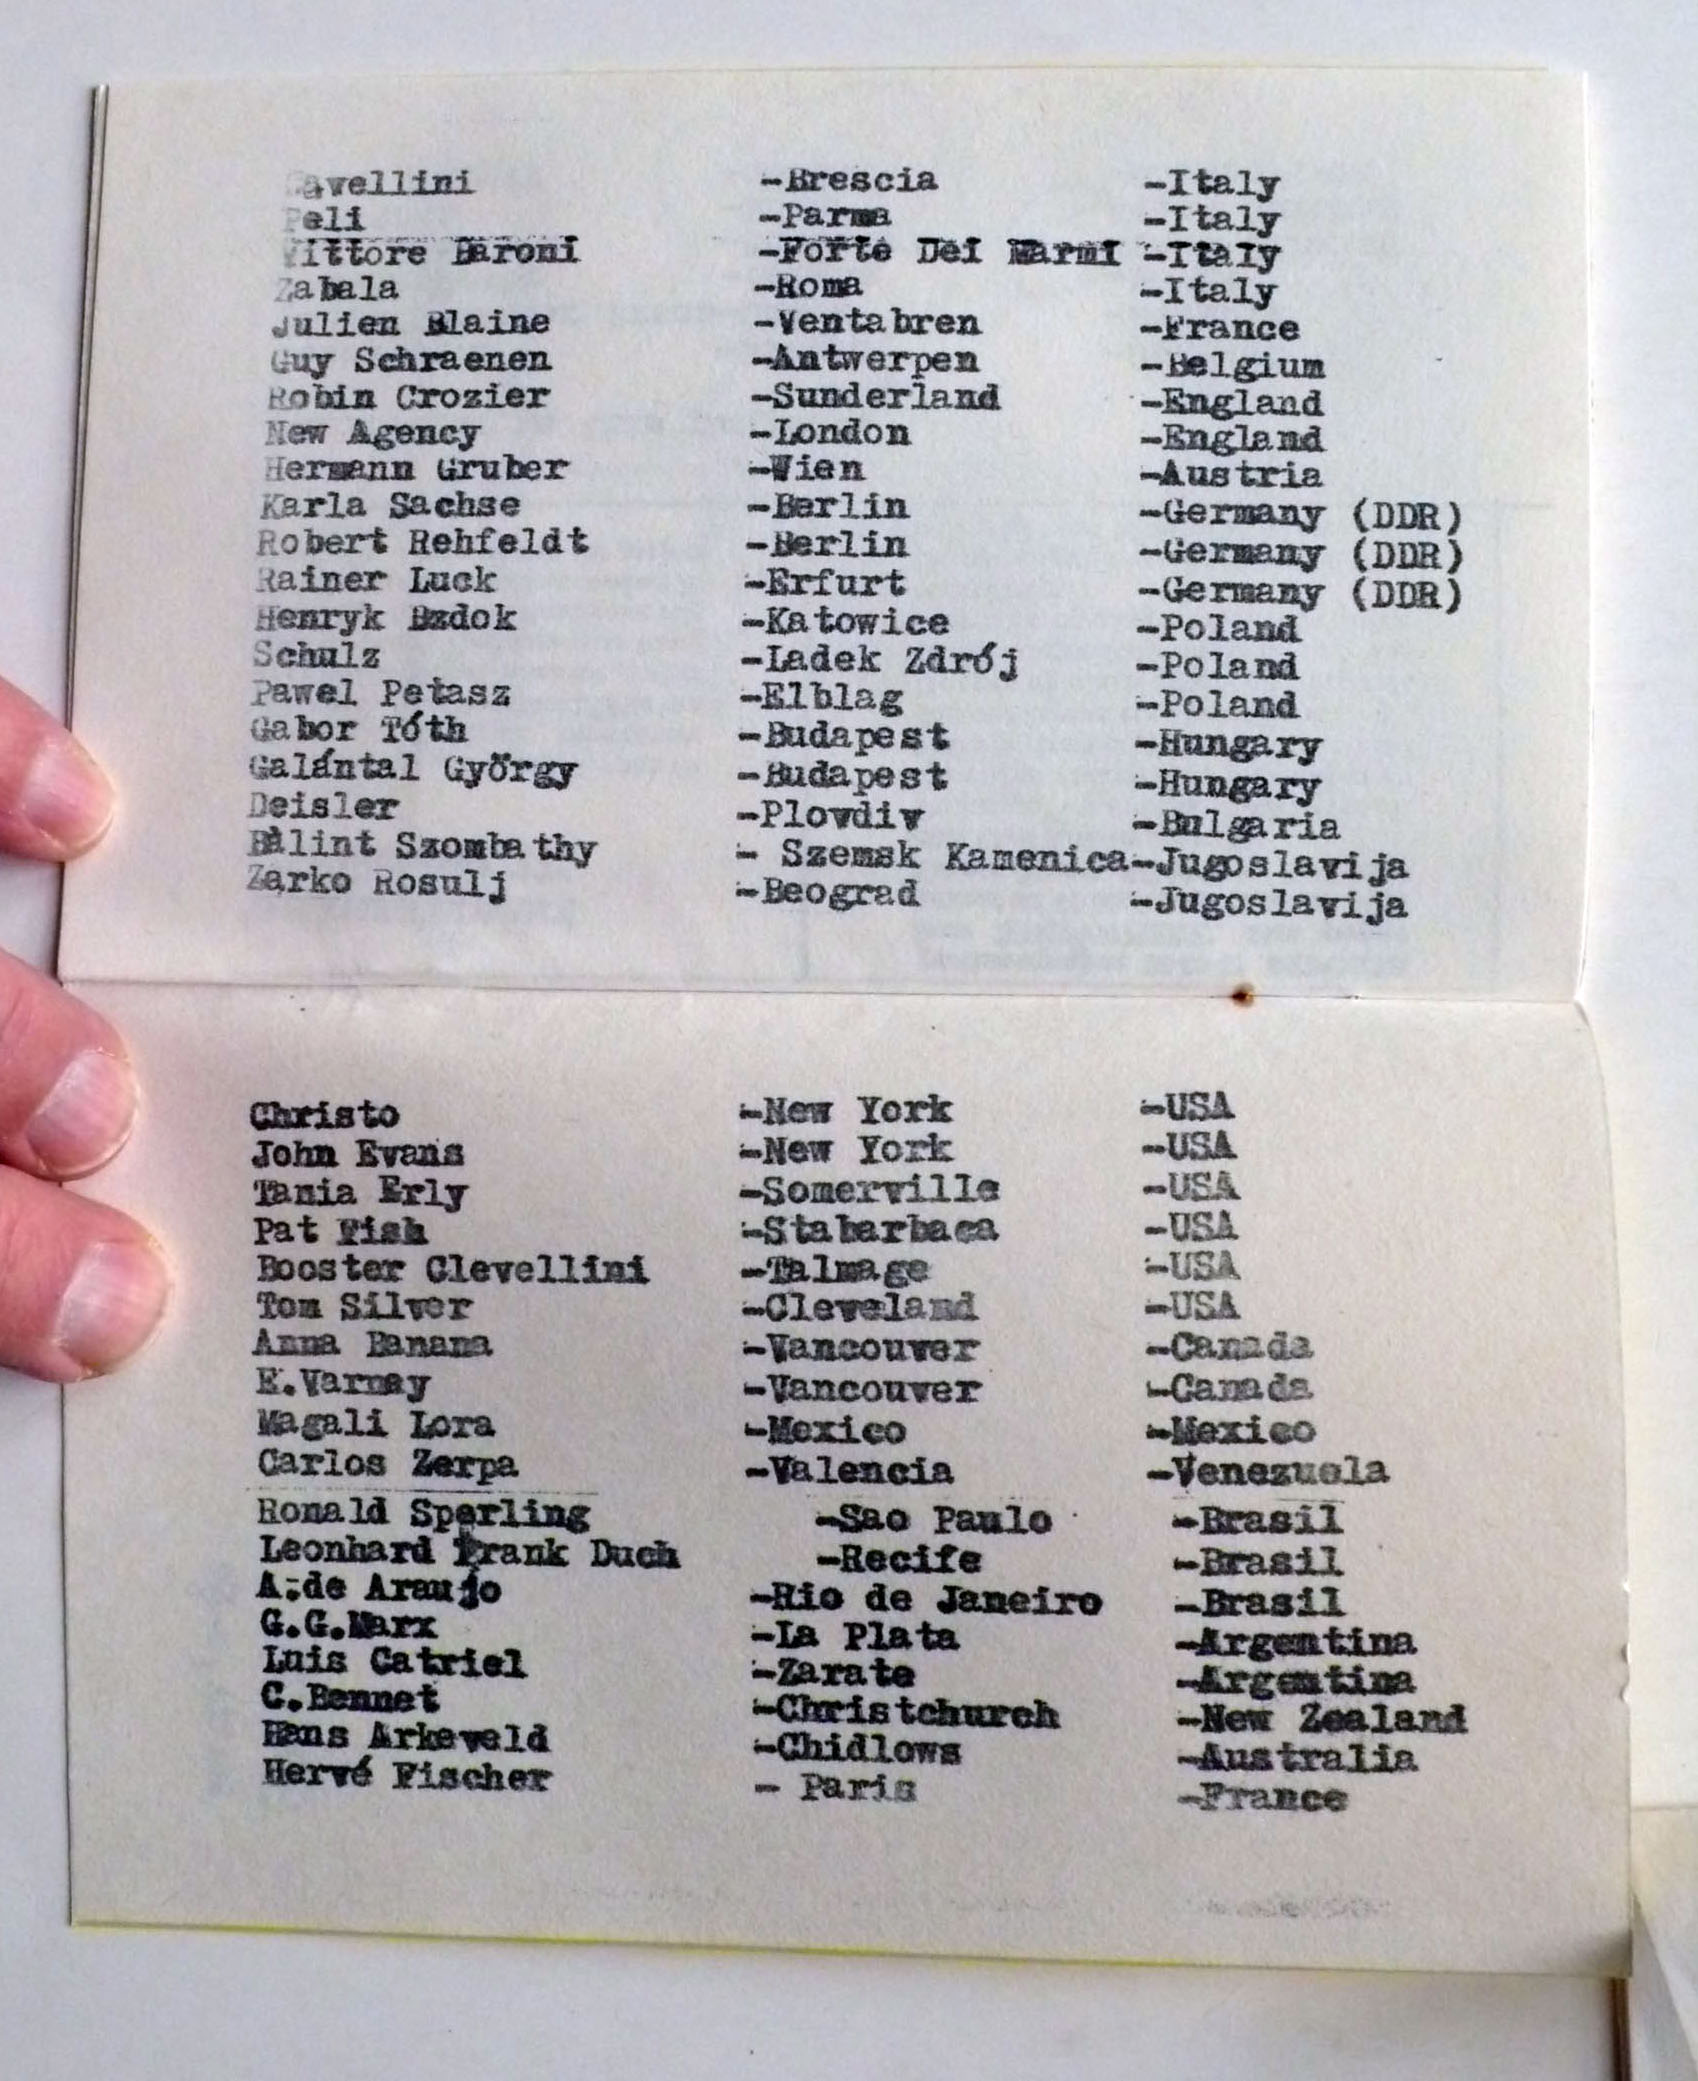 Cavellini -Brescia -Italy
Peli -Parma -Italy
Vittore Baroni -Forte Dei Marmi -Italy
Zabala -Roma -Italy
Julien Blaine -Ventabren -France
Guy Schraenen -Antwerpen -Belgium
Robin Crozier -Sunderland -England
New Agency -London -England
Hermann Gruber -Wien -Austria
Karla Sachse -Berlin -Germany (DDR)
Robert Rehfeldt -Berlin -Germany (DDR)
Rainer Luck -Erfurt -Germany (DDR)
Henryk Bzdok -Katowice -Poland
Schulz -Ladek Zdrój -Poland
Pawel Petasz -Elblag -Poland
Gabor Tóth -Budapest -Hungary
Galántal György -Budapest -Hungary
Deisler -Plovdiv -Bulgaria
Bàlint Szombathy - Szemsk Kamenica -Jugoslavija
Zarko Rosulj -Beograd -Jugoslavija
Christo -New York -USA
John Evans -New York -USA
Tania Erly -Somerville -USA
Pat Fish -Stabarbaca -USA
Booster Clevellini -Talmage -USA
Tom Silver -Cleveland -USA
Anna Banana -Vancouver -Canada
E.Varney -Vancouver -Canada
Magali Lora -Mexico -Mexico
Carlos Zerpa -Valencia -Venezuela
Ronald Sperling -Sao Paulo -Brasil
Leonhard Frank Duch -Recife -Brasil
A.de Araujo -Rio de Janeiro -Brasil
G.G.Marx -La Plata -Argentina
Luis Catriel -Zarate -Argentina
C.Bennet -Christchurch -New Zealand
Hans Arkeveld -Chidlows -Australia
Hervé Fischer - Paris -France